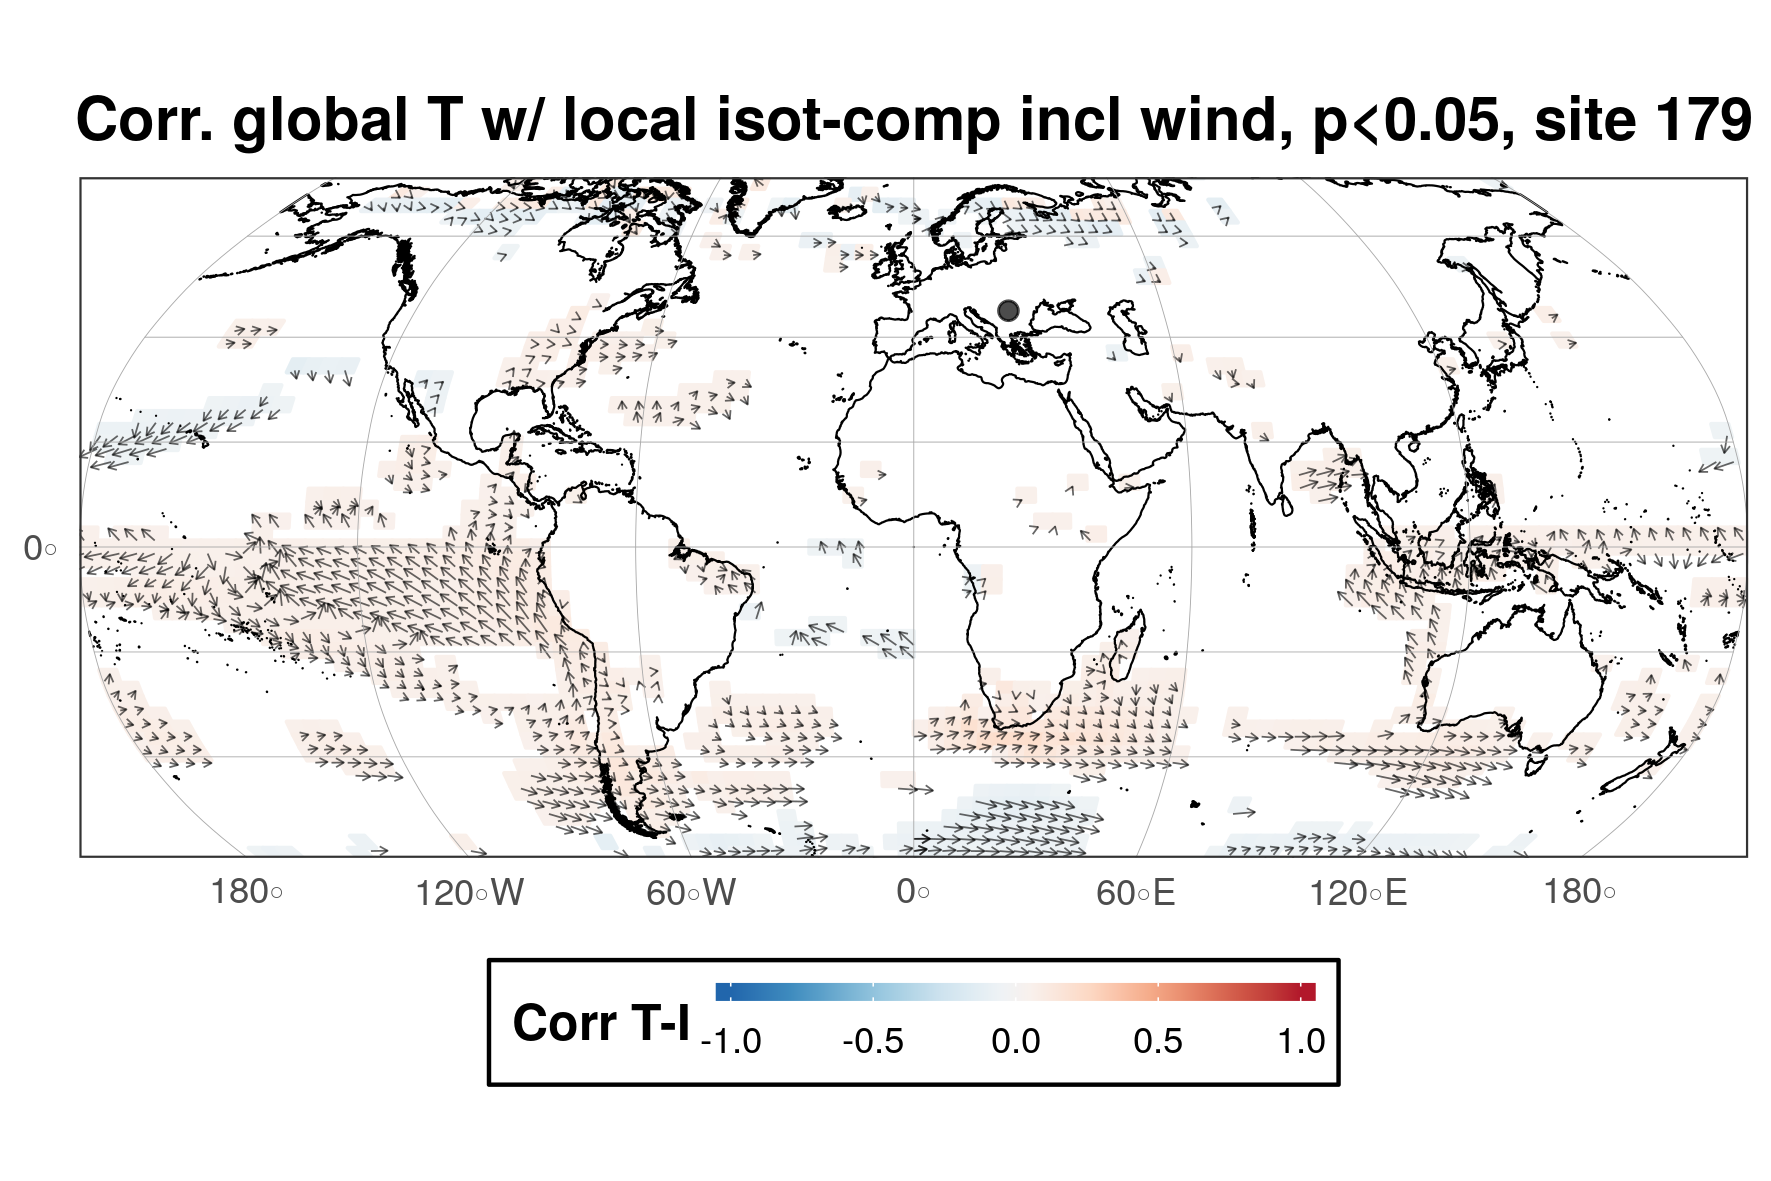 Corr. global T w/ local isot-comp incl wind, p<0.05, site 179
0°
180° 120°W 60°W 0° 60°E 120°E 180°
Corr T-I
-1.0 -0.5 0.0 0.5 1.0